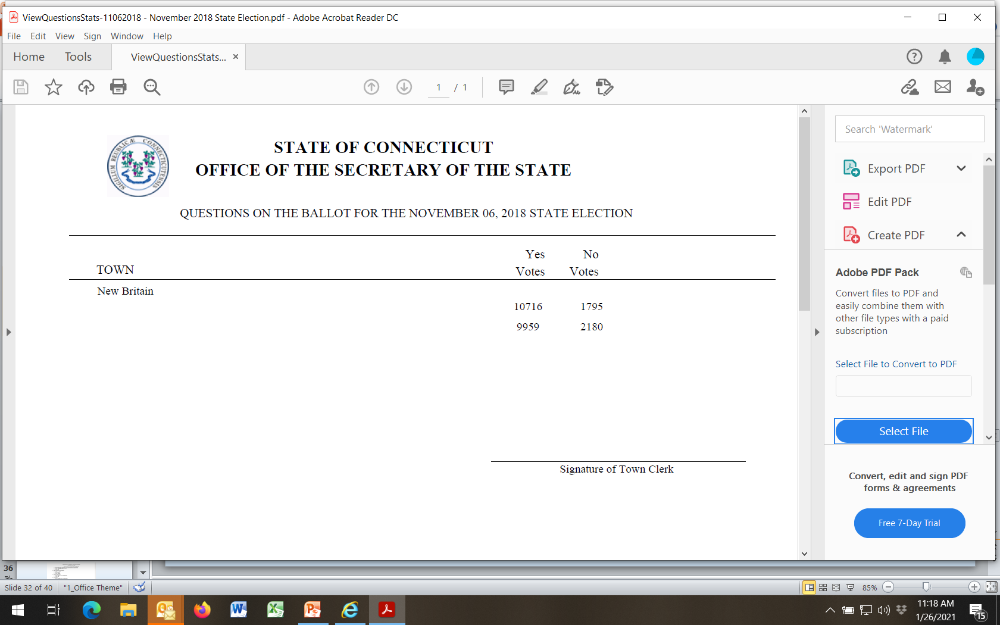 ViewQuestionsStats-11062018 - November 2018 State Election.pdf - Adobe Acrobat Reader DC
File Edit View Sign Window Help
Home Tools ViewQuestionsStats... ×
1 / 1
Search 'Watermark'
SIGILLUM REIPUBLICÆ CONNECTICUTENSIS
STATE OF CONNECTICUT
OFFICE OF THE SECRETARY OF THE STATE
QUESTIONS ON THE BALLOT FOR THE NOVEMBER 06, 2018 STATE ELECTION
TOWN Yes Votes No Votes
New Britain
10716 1795
9959 2180
Signature of Town Clerk
Export PDF
Edit PDF
Create PDF
Adobe PDF Pack
Convert files to PDF and
easily combine them with
other file types with a paid
subscription
Select File to Convert to PDF
Select File
Convert, edit and sign PDF
forms & agreements
Free 7-Day Trial
36
Slide 32 of 40 "1_Office Theme" 85%
11:18 AM
1/26/2021
15